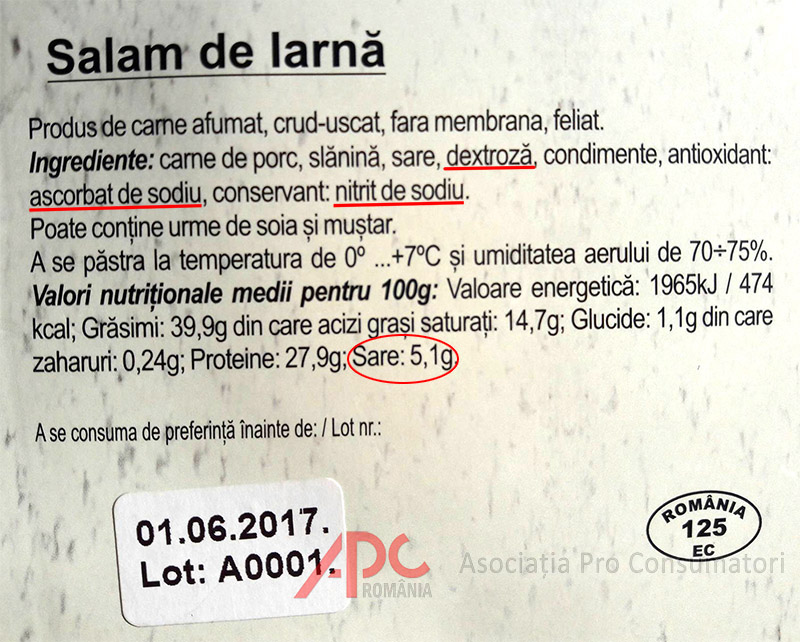 Salam de Iarnă
Produs de carne afumat, crud-uscat, fara membrana, feliat.
Ingrediente: carne de porc, slănină, sare, dextroză, condimente, antioxidant:
ascorbat de sodiu, conservant: nitrit de sodiu.
Poate conține urme de soia și muștar.
A se păstra la temperatura de 0º ...+7ºC și umiditatea aerului de 70÷75%.
Valori nutriționale medii pentru 100g: Valoare energetică: 1965kJ / 474
kcal; Grăsimi: 39,9g din care acizi grași saturați: 14,7g; Glucide: 1,1g din care
zaharuri: 0,24g; Proteine: 27,9g; Sare: 5,1g.
A se consuma de preferință înainte de: / Lot nr.:
01.06.2017.
Lot: A0001.
ROMÂNIA
125
EC
APC
ROMÂNIA
Asociația Pro Consumatori